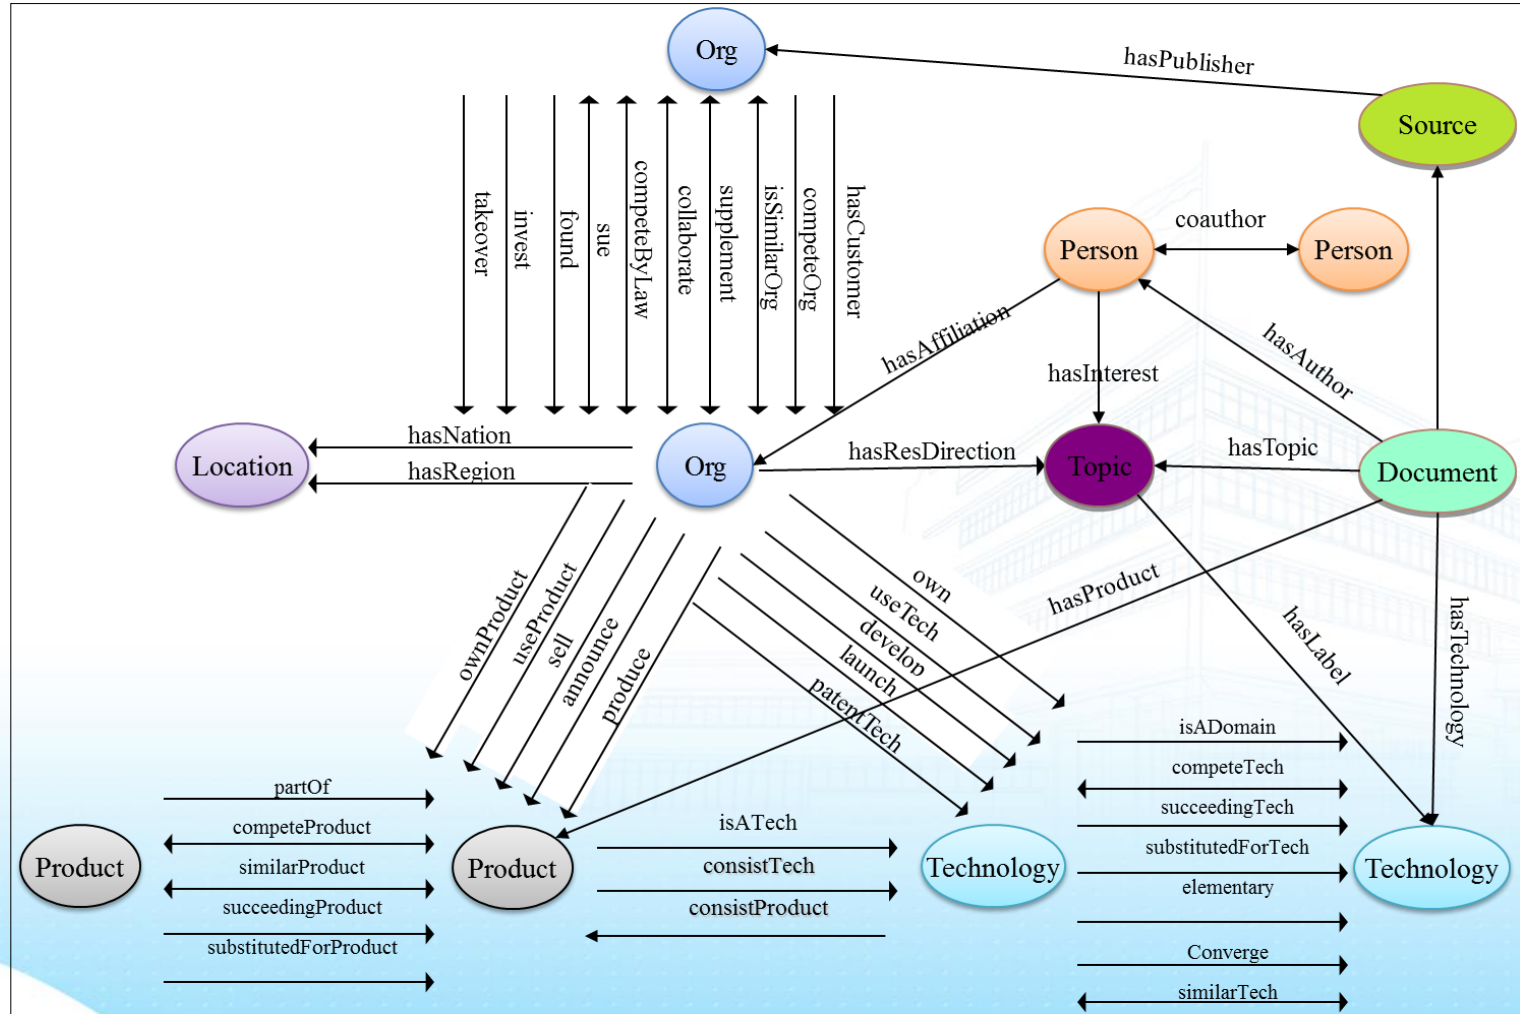 Org
hasPublisher
Source
takeover
invest
found
sue
competeByLaw
collaborate
supplement
isSimilarOrg
competeOrg
hasCustomer
Person
coauthor
Person
hasAffiliation
hasInterest
hasAuthor
Location
hasNation
hasRegion
Org
hasResDirection
Topic
hasTopic
Document
ownProduct
useProduct
sell
announce
produce
own
useTech
develop
launch
patentTech
hasProduct
hasLabel
hasTechnology
Product
partOf
competeProduct
similarProduct
succeedingProduct
substitutedForProduct
Product
isATech
consistTech
consistProduct
Technology
isADomain
competeTech
succeedingTech
substitutedForTech
elementary
Converge
similarTech
Technology